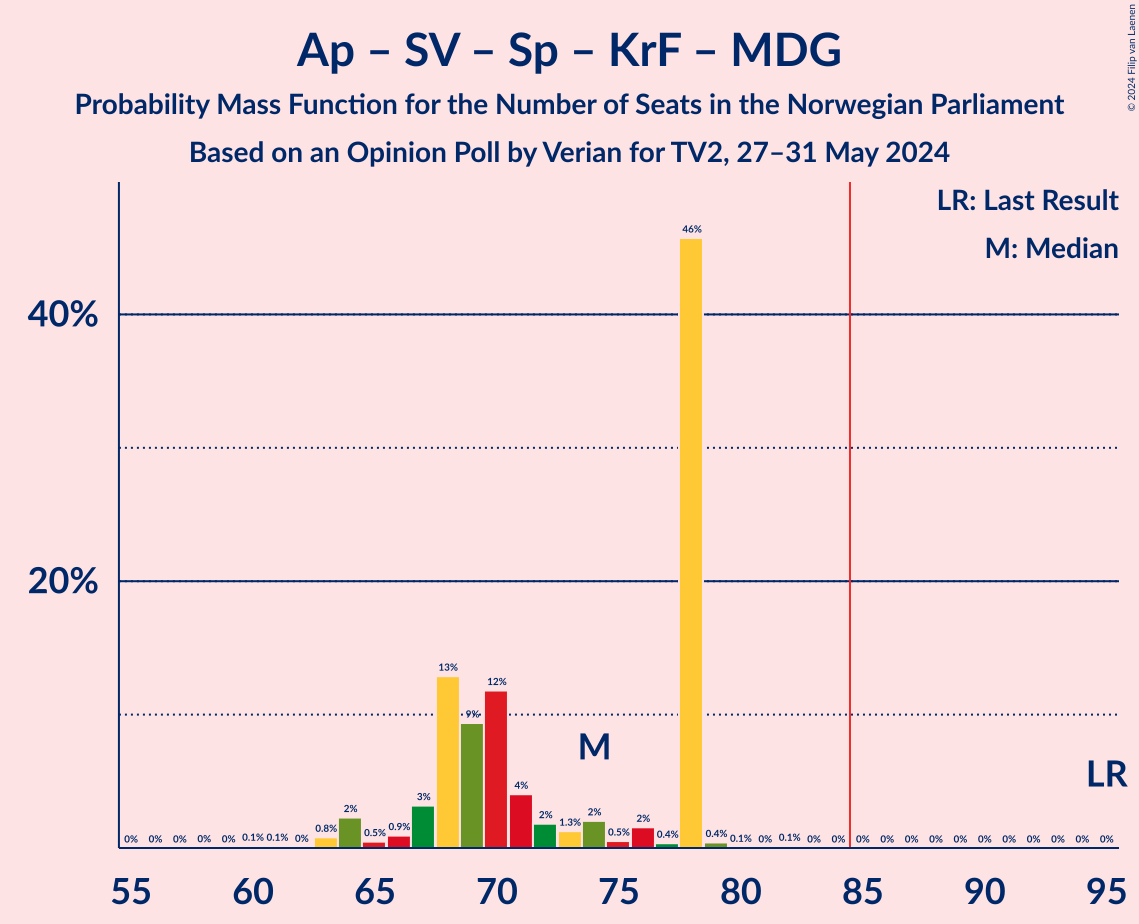 Ap – SV – Sp – KrF – MDG
Probability Mass Function for the Number of Seats in the Norwegian Parliament
Based on an Opinion Poll by Verian for TV2, 27–31 May 2024
© 2024 Filip van Laenen
LR: Last Result
M: Median
40%
20%
0% 0% 0% 0% 0% 0.1% 0.1% 0% 0.8% 2% 0.5% 0.9% 3% 13% 9% 12% 4% 2% 1.3% 2% 0.5% 2% 0.4% 46% 0.4% 0.1% 0% 0.1% 0% 0% 0% 0% 0% 0% 0% 0% 0% 0% 0% 0% 0%
M
LR
55 60 65 70 75 80 85 90 95